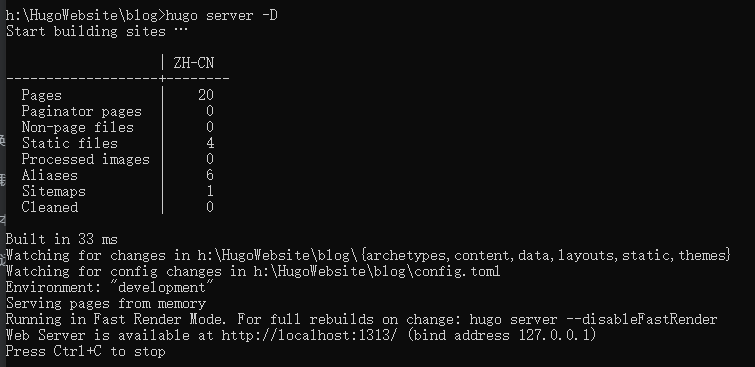 h:\HugoWebsite\blog>hugo server -D
Start building sites …
| ZH-CN
-------------------+--------
Pages | 20
Paginator pages | 0
Non-page files | 0
Static files | 4
Processed images | 0
Aliases | 6
Sitemaps | 1
Cleaned | 0
Built in 33 ms
Watching for changes in h:\HugoWebsite\blog\{archetypes,content,data,layouts,static,themes}
Watching for config changes in h:\HugoWebsite\blog\config.toml
Environment: "development"
Serving pages from memory
Running in Fast Render Mode. For full rebuilds on change: hugo server --disableFastRender
Web Server is available at http://localhost:1313/ (bind address 127.0.0.1)
Press Ctrl+C to stop